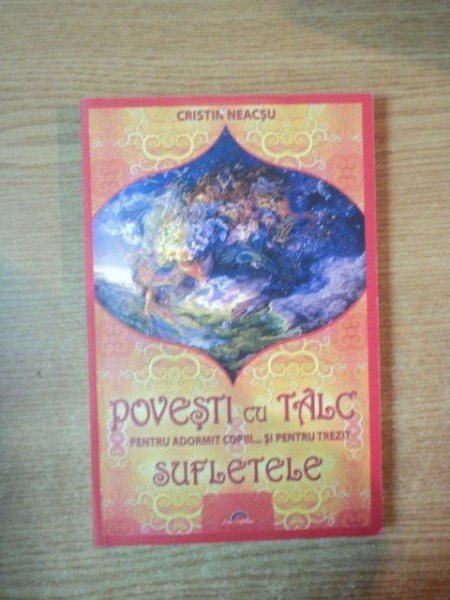 CRISTIN NEACȘU
POVEȘTI CU TÂLC
PENTRU ADORMIT COPIII... ȘI PENTRU TREZIT
SUFLETELE